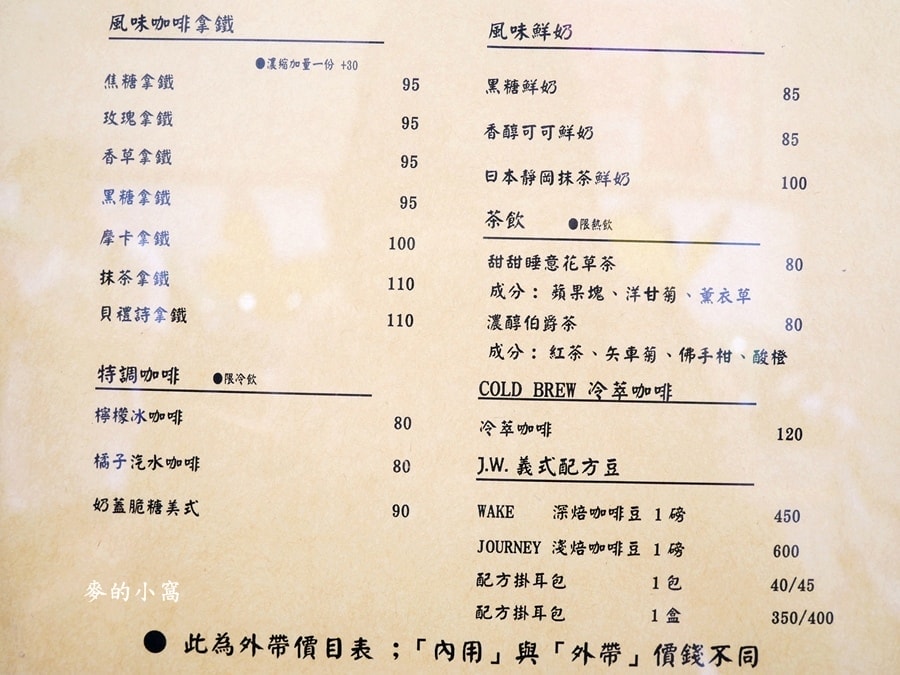 風味咖啡拿鐵
●濃縮加量一份 +30
焦糖拿鐵 95
玫瑰拿鐵 95
香草拿鐵 95
黑糖拿鐵 95
摩卡拿鐵 100
抹茶拿鐵 110
貝禮詩拿鐵 110
特調咖啡 ●限冷飲
檸檬冰咖啡 80
橘子汽水咖啡 80
奶蓋脆糖美式 90
風味鮮奶
黑糖鮮奶 85
香醇可可鮮奶 85
日本靜岡抹茶鮮奶 100
茶飲 ●限熱飲
甜甜睡意花草茶 80
成分：蘋果塊、洋甘菊、薰衣草
濃醇伯爵茶 80
成分：紅茶、矢車菊、佛手柑、酸橙
COLD BREW 冷萃咖啡
冷萃咖啡 120
J.W. 義式配方豆
WAKE 深焙咖啡豆 1 磅 450
JOURNEY 淺焙咖啡豆 1 磅 600
配方掛耳包 1 包 40/45
配方掛耳包 1 盒 350/400
麥的小窩
● 此為外帶價目表；「內用」與「外帶」價錢不同